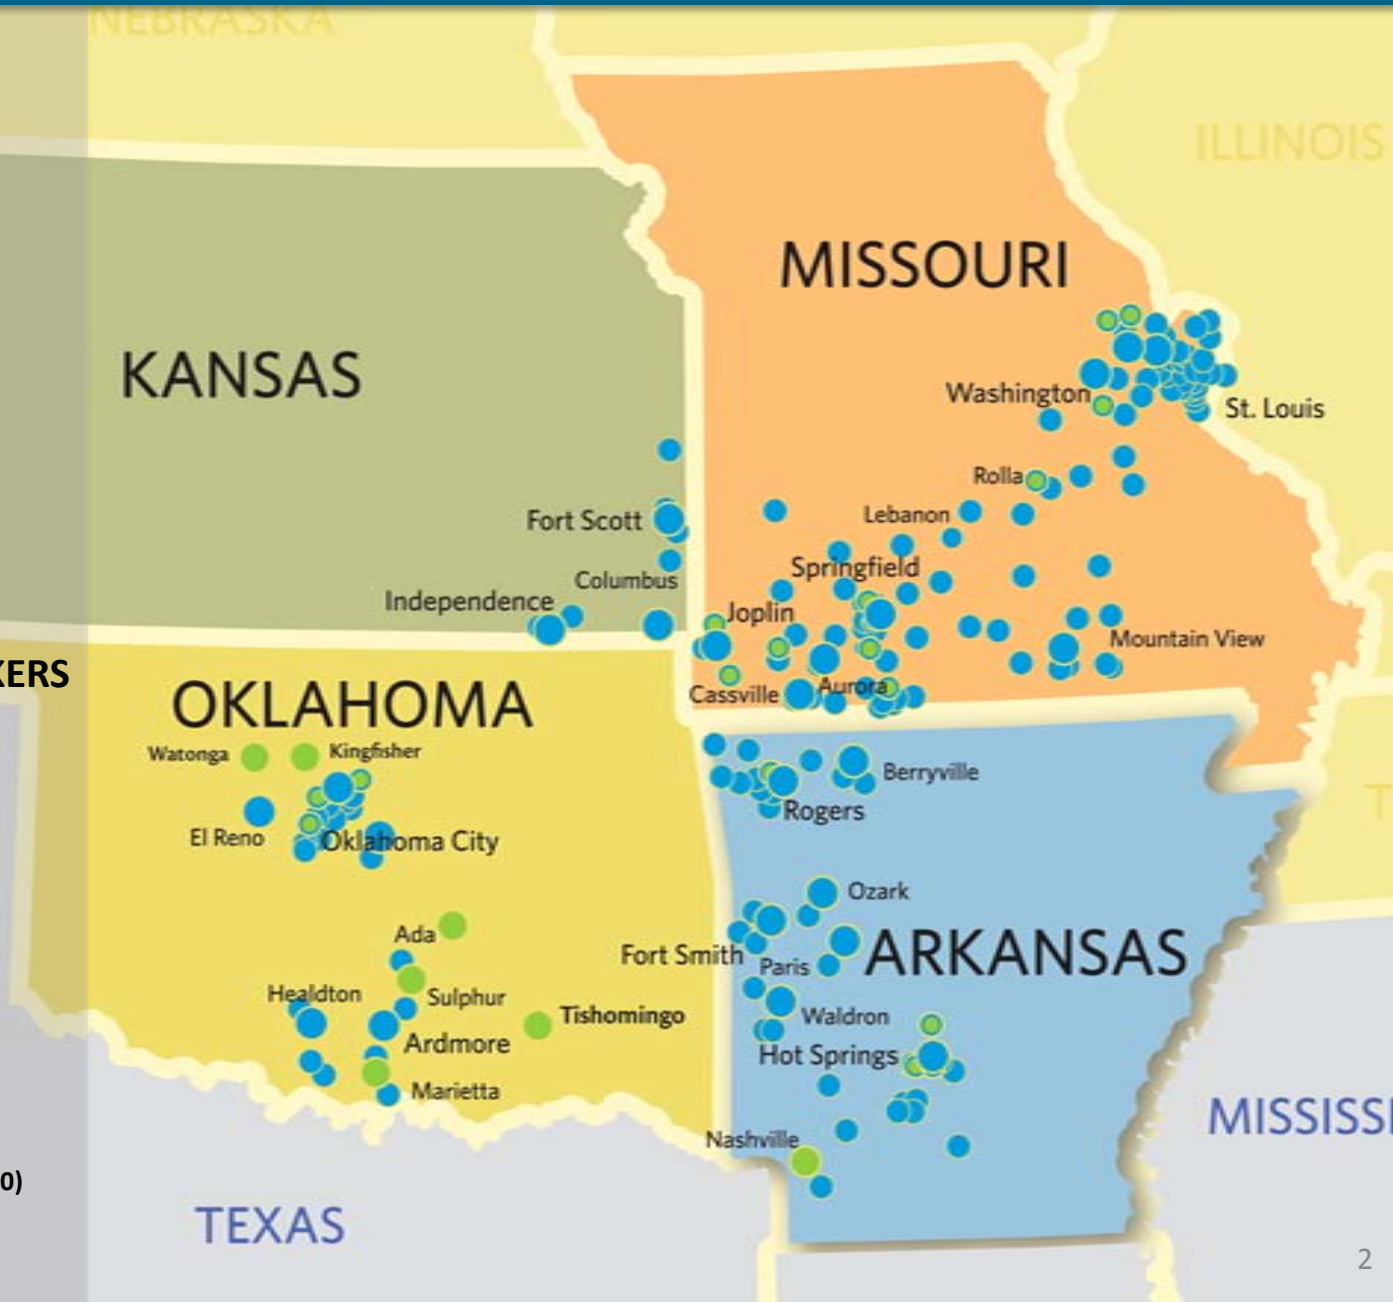 NEBRASKA
ILLINOIS
MISSOURI
KANSAS
Washington
St. Louis
Rolla
Lebanon
Fort Scott
Springfield
Columbus
Independence
Joplin
Mountain View
KERS
Cassville
Aurora
OKLAHOMA
Watonga
Kingfisher
Berryville
T
Rogers
El Reno
Oklahoma City
Ozark
Ada
ARKANSAS
Fort Smith
Paris
Healdton
Sulphur
Tishomingo
Waldron
Ardmore
Hot Springs
Marietta
MISSISSI
Nashville
0)
TEXAS
2